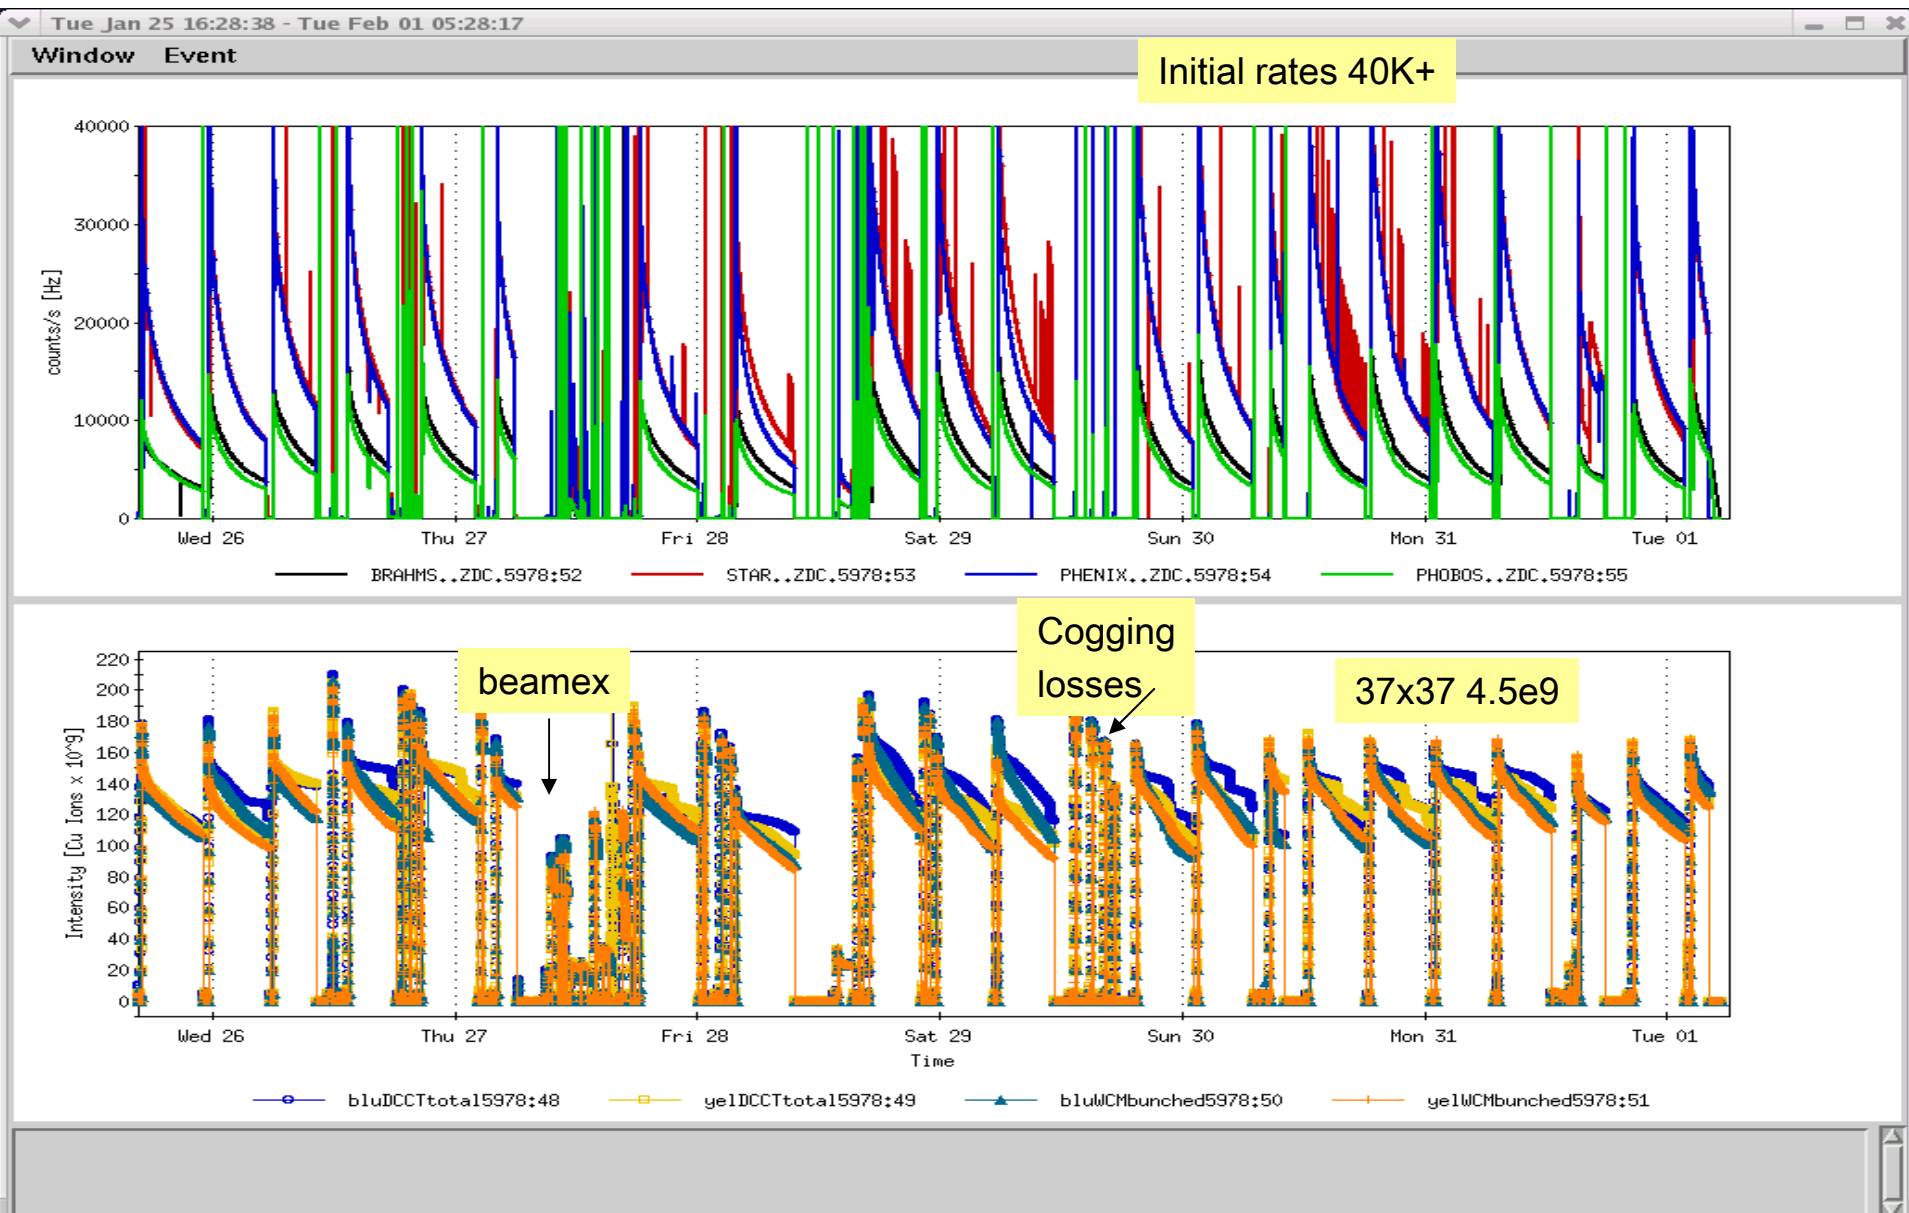 Tue Jan 25 16:28:38 - Tue Feb 01 05:28:17
Window Event
Initial rates 40K+
40000
30000
20000
10000
0
counts/s [Hz]
Wed 26 Thu 27 Fri 28 Sat 29 Sun 30 Mon 31 Tue 01
BRAHMS..ZDC.5978:52 STAR..ZDC.5978:53 PHENIX..ZDC.5978:54 PHOBOS..ZDC.5978:55
beamex
Cogging
losses
37x37 4.5e9
220
200
180
160
140
120
100
80
60
40
20
0
Intensity [Cu Ions x 10^9]
Wed 26 Thu 27 Fri 28 Sat 29 Sun 30 Mon 31 Tue 01
Time
bluDCCTtotal5978:48 yelDCCTtotal5978:49 bluWCMbunched5978:50 yelWCMbunched5978:51